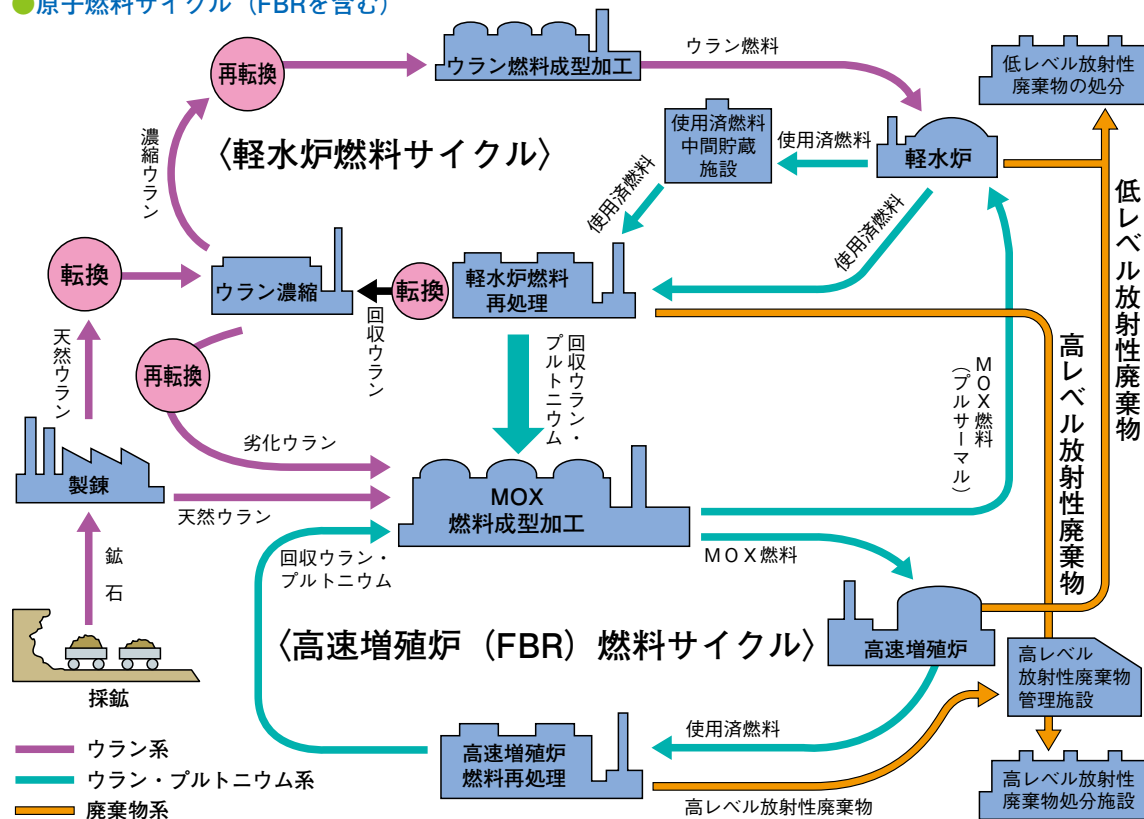 ●原子燃料サイクル（FBRを含む）
再転換
ウラン燃料成型加工
ウラン燃料
低レベル放射性
廃棄物の処分
濃縮ウラン
〈軽水炉燃料サイクル〉
使用済燃料
中間貯蔵
施設
使用済燃料
軽水炉
使用済燃料
使用済燃料
低レベル放射性廃棄物
転換
ウラン濃縮
転換
回収ウラン
軽水炉燃料
再処理
天然ウラン
再転換
回収ウラン・
プルトニウム
MOX燃料
（プルサーマル）
高レベル放射性廃棄物
劣化ウラン
製錬
天然ウラン
MOX
燃料成型加工
鉱石
回収ウラン・
プルトニウム
MOX燃料
〈高速増殖炉（FBR）燃料サイクル〉
高速増殖炉
高レベル
放射性廃棄物
管理施設
採鉱
使用済燃料
高速増殖炉
燃料再処理
高レベル放射性廃棄物
高レベル放射性
廃棄物処分施設
ウラン系
ウラン・プルトニウム系
廃棄物系